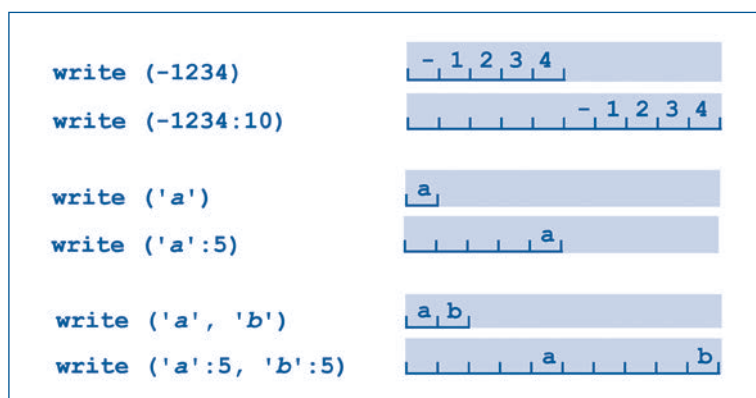 write (-1234) - 1 2 3 4
write (-1234:10) - 1 2 3 4
write ('a') a
write ('a':5) a
write ('a', 'b') a b
write ('a':5, 'b':5) a b